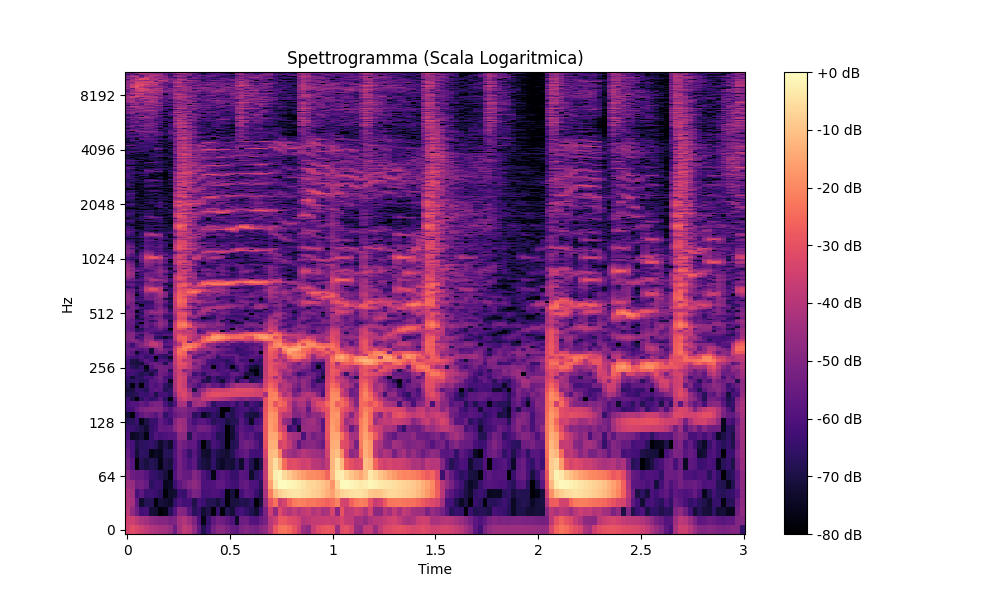 Spettrogramma (Scala Logaritmica)
Hz
8192
4096
2048
1024
512
256
128
64
0
0
0.5
1
1.5
2
2.5
3
Time
+0 dB
-10 dB
-20 dB
-30 dB
-40 dB
-50 dB
-60 dB
-70 dB
-80 dB